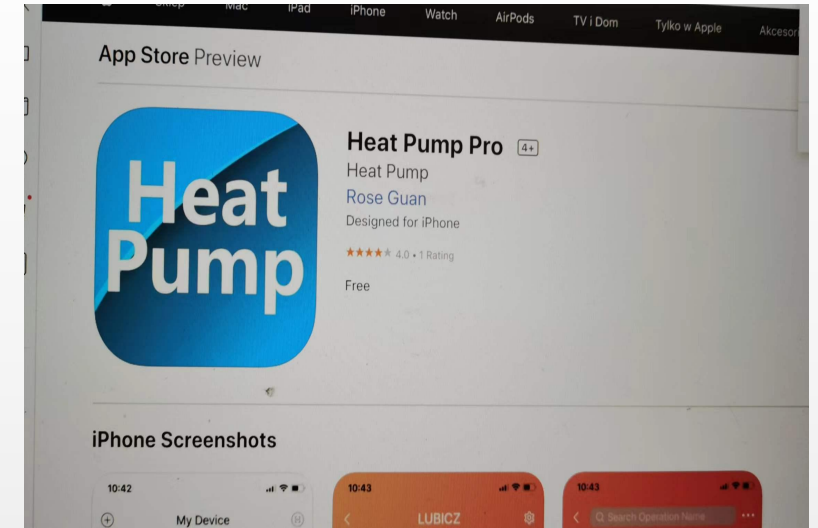 Sklep Mac iPad iPhone Watch AirPods TV i Dom Tylko w Apple Akcesori
App Store Preview
Heat
Pump
Heat Pump Pro 4+
Heat Pump
Rose Guan
Designed for iPhone
★★★★★ 4.0 • 1 Rating
Free
iPhone Screenshots
10:42
My Device
10:43
LUBICZ
10:43
Search Operation Name